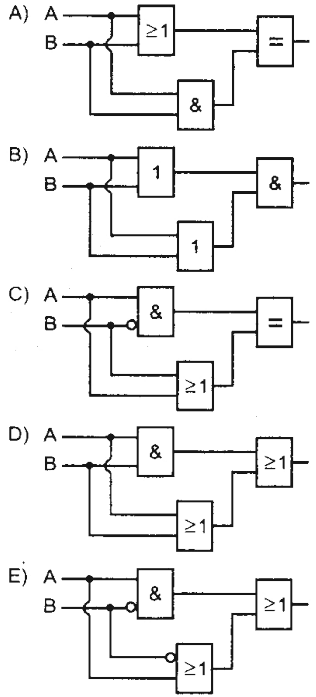 A) A ≥1 =
B &
B) A 1 &
B 1
C) A & =
B ≥1
D) A & ≥1
B ≥1
E) A & ≥1
B ≥1